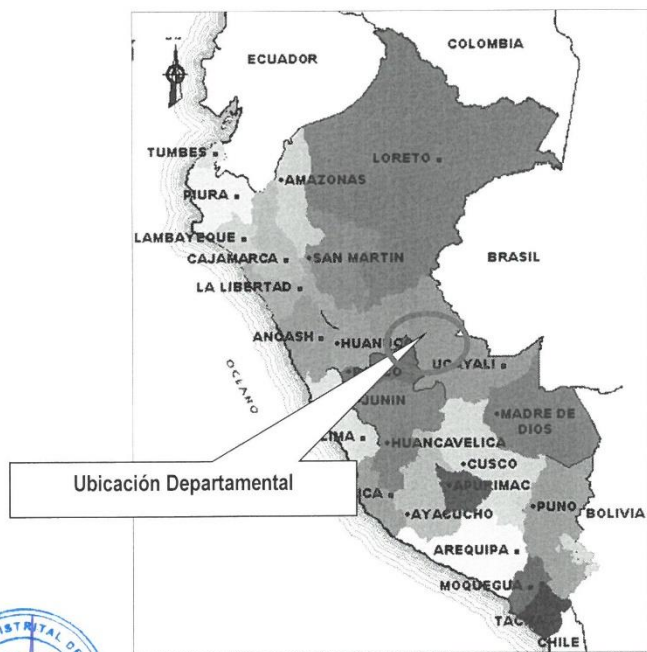 COLOMBIA
ECUADOR
TUMBES
LORETO
AMAZONAS
PIURA
LAMBAYEQUE
CAJAMARCA
SAN MARTIN
BRASIL
LA LIBERTAD
ANCASH
UCAYALI
OCEANO
JUNIN
MADRE DE
DIOS
HUANCAVELICA
CUSCO
Ubicación Departamental
APURIMAC
PUNO
AYACUCHO
BOLIVIA
AREQUIPA
MOQUEGUA
CHILE